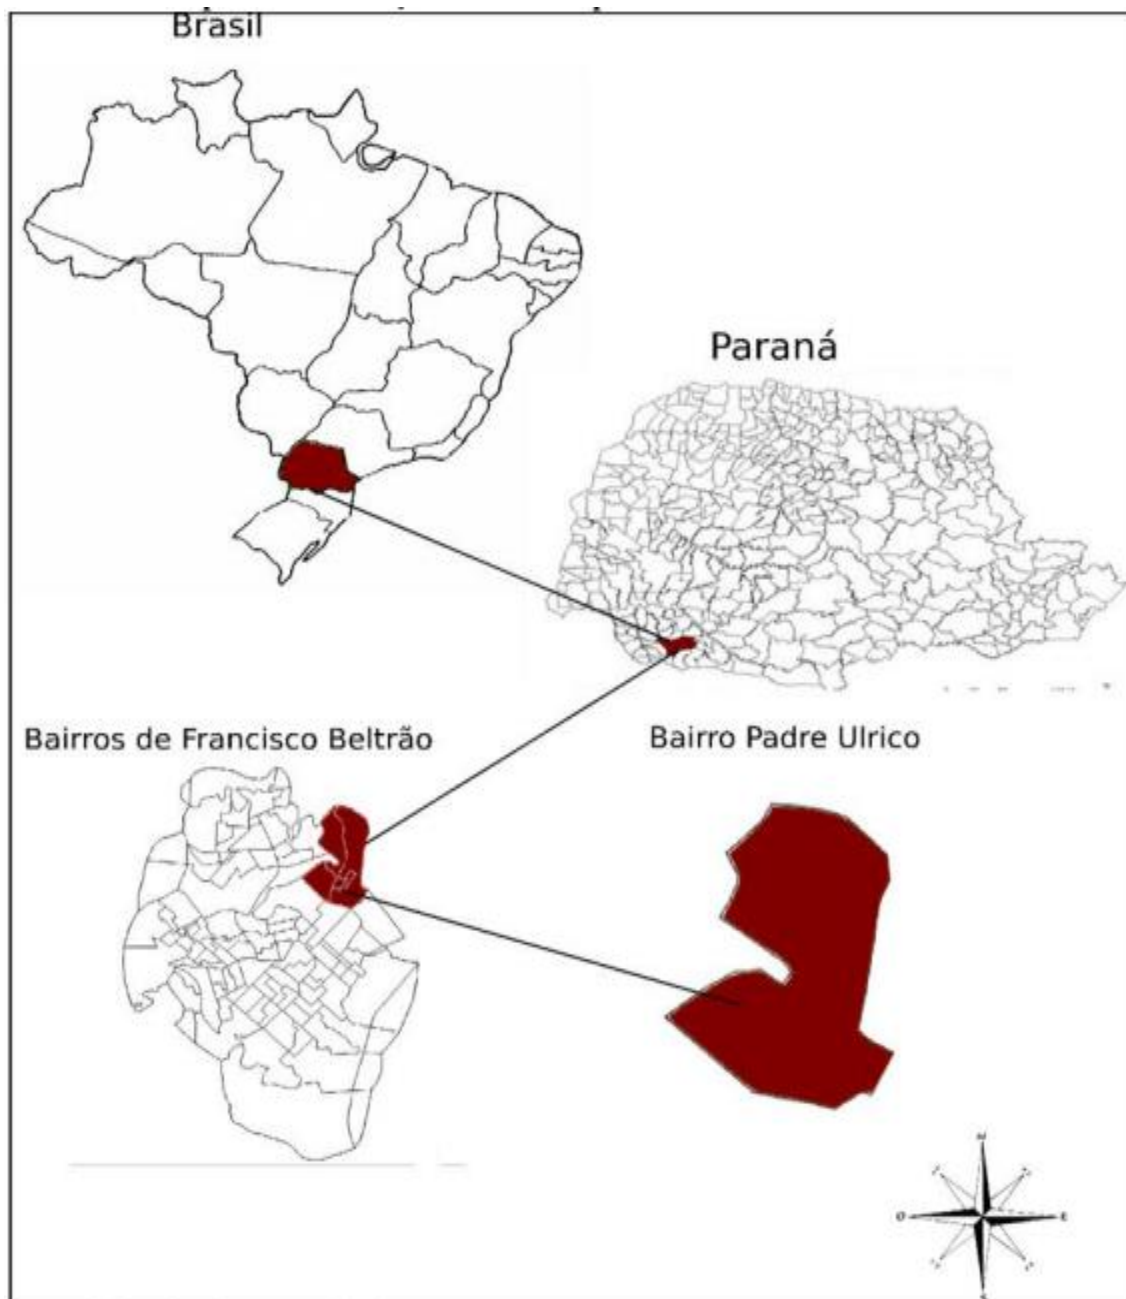 Brasil
Paraná
Bairros de Francisco Beltrão
Bairro Padre Ulrico
N
O
E
S